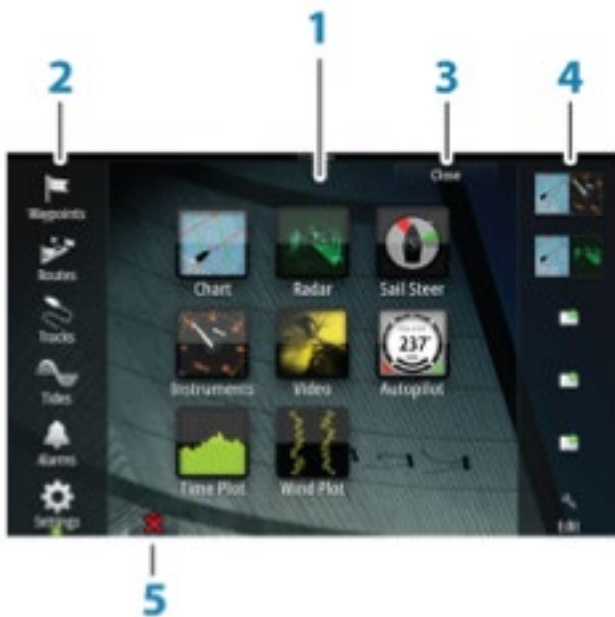 1
2
3
4
Close
Waypoints
Routes
Tracks
Tides
Alarms
Settings
Chart
Radar
Sail Steer
Instruments
Video
237°
Autopilot
Time Plot
Wind Plot
Edit
5